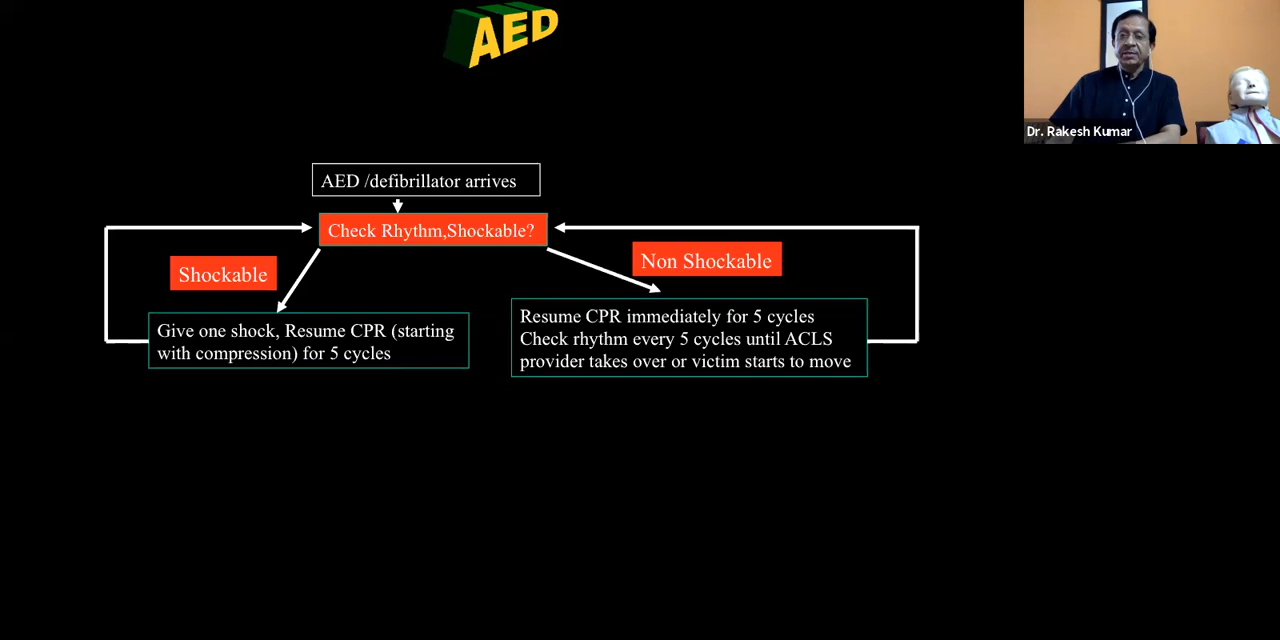 AED
Dr. Rakesh Kumar
AED /defibrillator arrives
Check Rhythm,Shockable?
Shockable
Non Shockable
Give one shock, Resume CPR (starting
with compression) for 5 cycles
Resume CPR immediately for 5 cycles
Check rhythm every 5 cycles until ACLS
provider takes over or victim starts to move